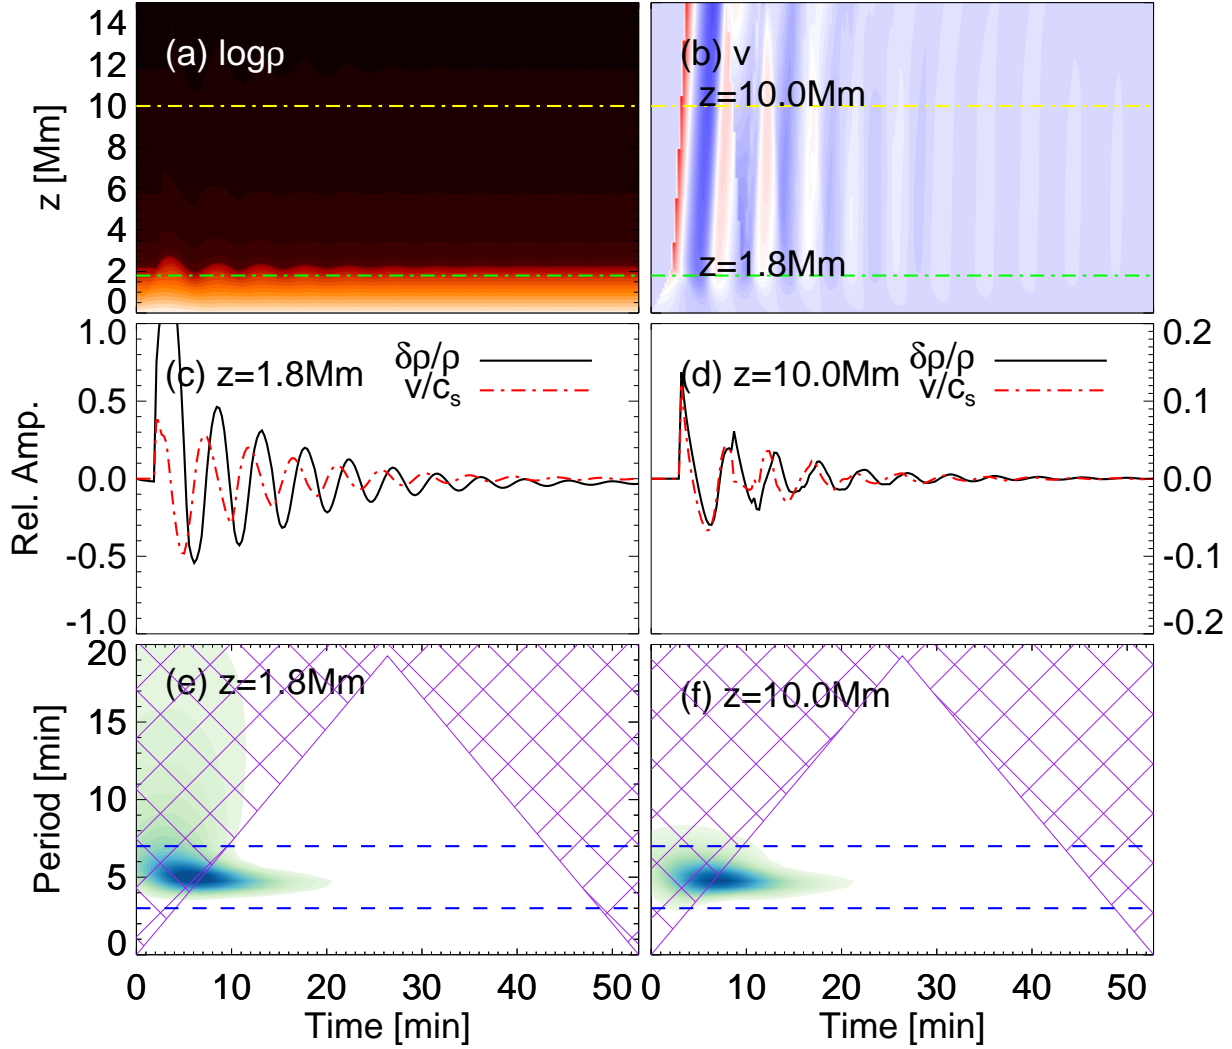 (a) logρ
(b) v
z=10.0Mm
z=1.8Mm
z [Mm]
14
12
10
8
6
4
2
0
(c) z=1.8Mm
δρ/ρ
v/cs
(d) z=10.0Mm
δρ/ρ
v/cs
Rel. Amp.
1.0
0.5
0.0
-0.5
-1.0
0.2
0.1
0.0
-0.1
-0.2
(e) z=1.8Mm
(f) z=10.0Mm
Period [min]
20
15
10
5
0
0 10 20 30 40 50
0 10 20 30 40 50
Time [min]
Time [min]